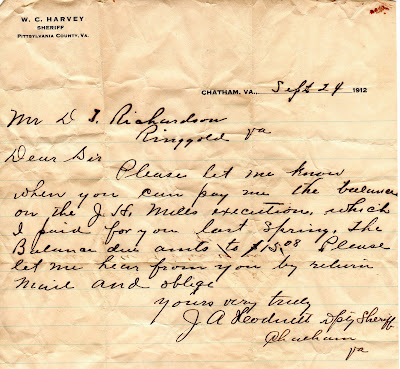 W. C. HARVEY
SHERIFF
PITTSYLVANIA COUNTY, VA.
CHATHAM, VA., Sept 24 1912
Mr D T. Richardson
Ringgold Va
Dear Sir
Please let me know
when you can pay me the balance
on the J. H. Miles execution, which
I paid for you last Spring. The
Balance due amts to $15.08 Please
let me hear from you by return
Mail and oblige
yours very truly
J A Hodnett Dpty Sheriff
Chatham
Va